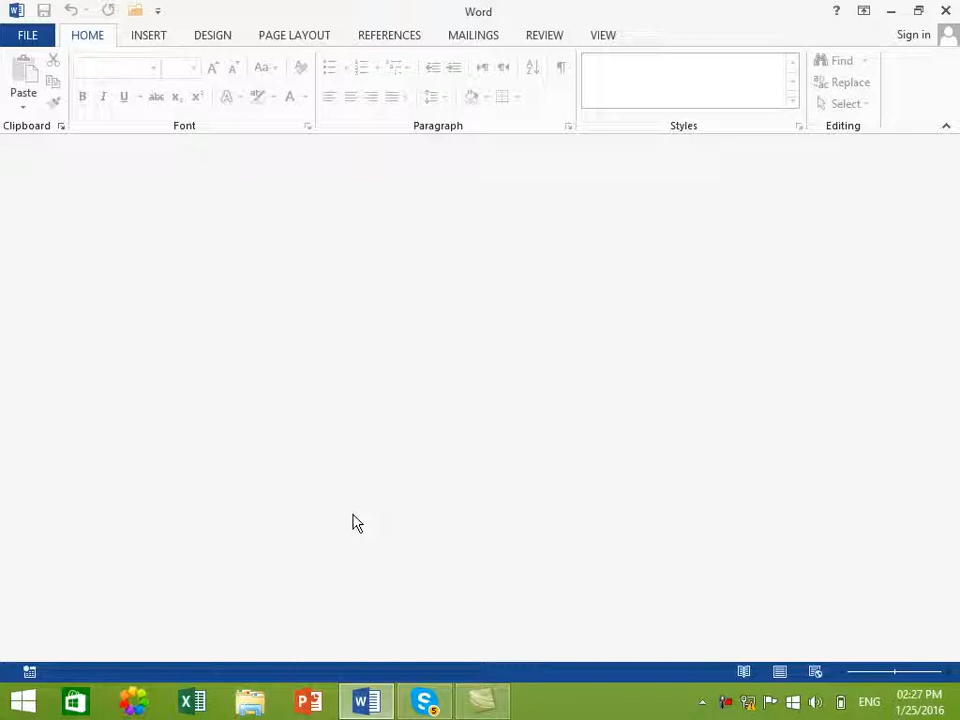 Word
FILE HOME INSERT DESIGN PAGE LAYOUT REFERENCES MAILINGS REVIEW VIEW Sign in
Paste
Find
Replace
Select
Clipboard Font Paragraph Styles Editing
ENG
02:27 PM
1/25/2016